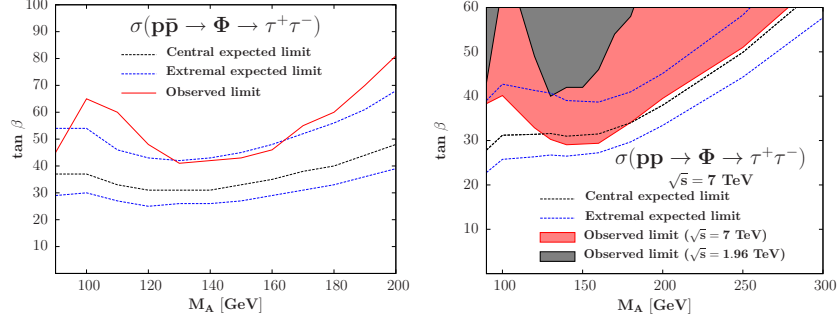 σ(pp̄ → Φ → τ⁺τ⁻)
Central expected limit
Extremal expected limit
Observed limit
tan β
100
90
80
70
60
50
40
30
20
10
100
120
140
160
180
200
M_A [GeV]
tan β
60
50
40
30
20
10
0
σ(pp → Φ → τ⁺τ⁻)
√s = 7 TeV
Central expected limit
Extremal expected limit
Observed limit (√s = 7 TeV)
Observed limit (√s = 1.96 TeV)
100
150
200
250
300
M_A [GeV]